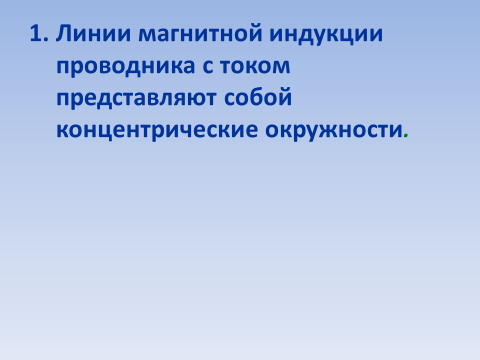 1. Линии магнитной индукции
проводника с током
представляют собой
концентрические окружности.